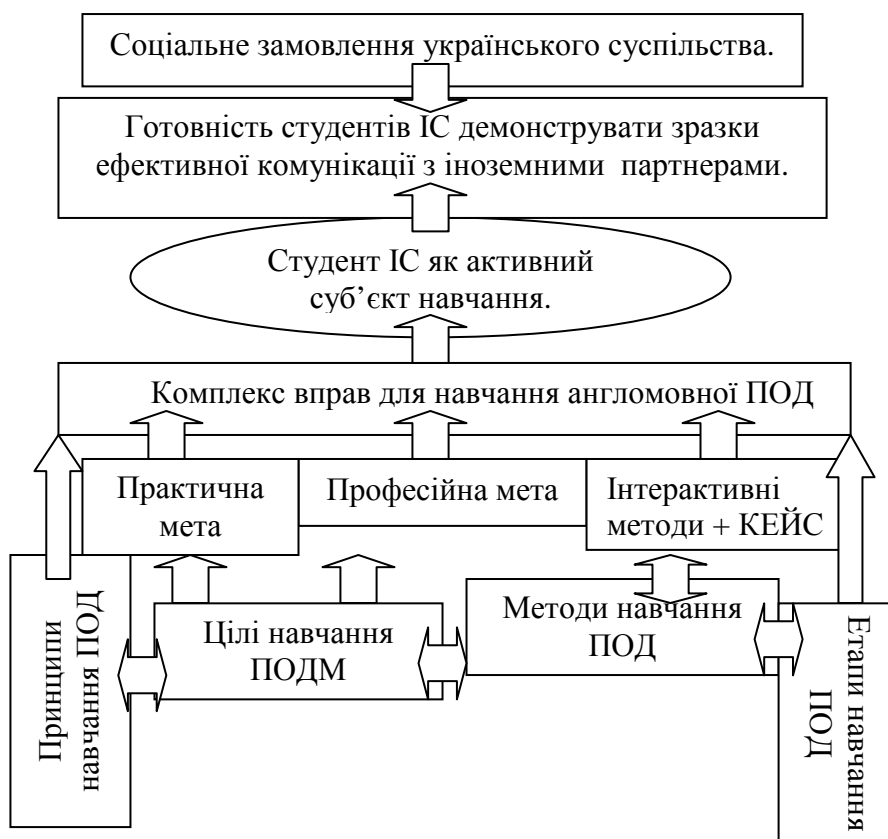 Соціальне замовлення українського суспільства.
Готовність студентів ІС демонструвати зразки
ефективної комунікації з іноземними партнерами.
Студент ІС як активний
суб’єкт навчання.
Комплекс вправ для навчання англомовної ПОД
Практична
мета
Професійна мета
Інтерактивні
методи + КЕЙС
Принципи
навчання ПОД
Цілі навчання
ПОДМ
Методи навчання
ПОД
Етапи навчання
ПОД